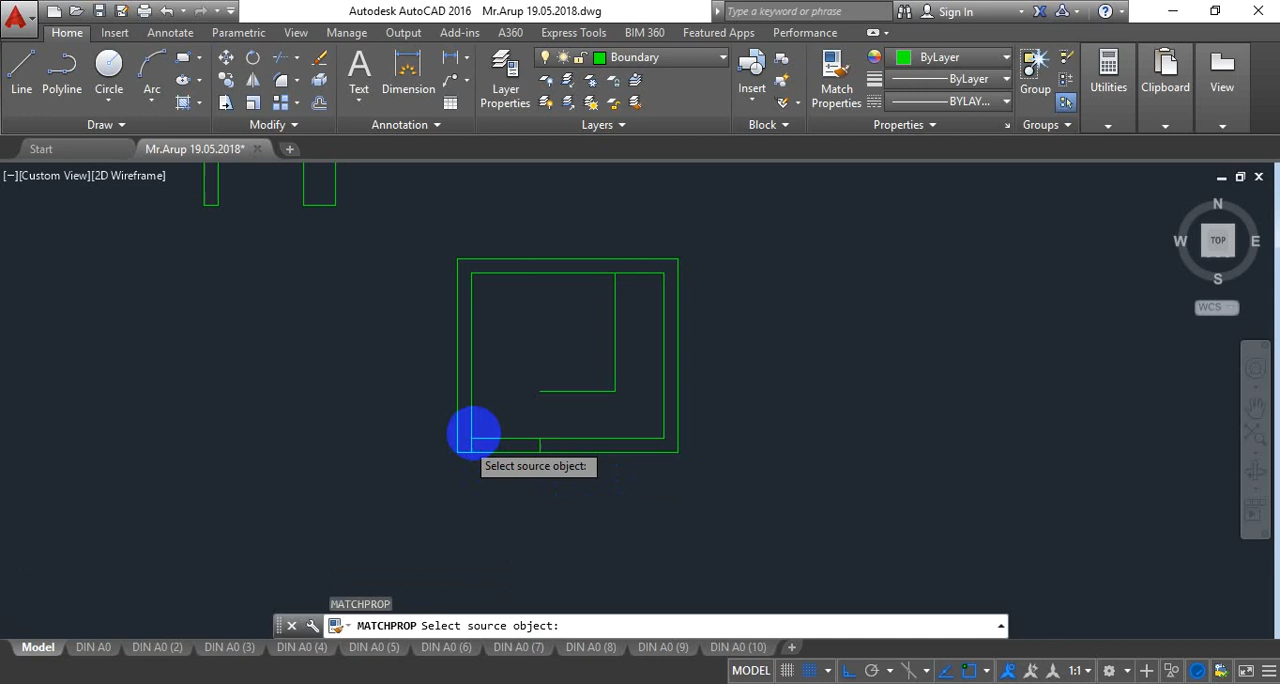 Autodesk AutoCAD 2016 Mr.Arup 19.05.2018.dwg
Type a keyword or phrase
Sign In
Home Insert Annotate Parametric View Manage Output Add-ins A360 Express Tools BIM 360 Featured Apps Performance
Line Polyline Circle Arc
Text Dimension
Layer Properties
Boundary
Insert
Match Properties
ByLayer
ByLayer
BYLAY...
Group
Utilities
Clipboard
View
Draw Modify Annotation Layers Block Properties Groups
Start Mr.Arup 19.05.2018*
[−][Custom View][2D Wireframe]
N
W TOP E
S
WCS
Select source object:
MATCHPROP
MATCHPROP Select source object:
Model DIN A0 DIN A0 (2) DIN A0 (3) DIN A0 (4) DIN A0 (5) DIN A0 (6) DIN A0 (7) DIN A0 (8) DIN A0 (9) DIN A0 (10)
MODEL 1:1